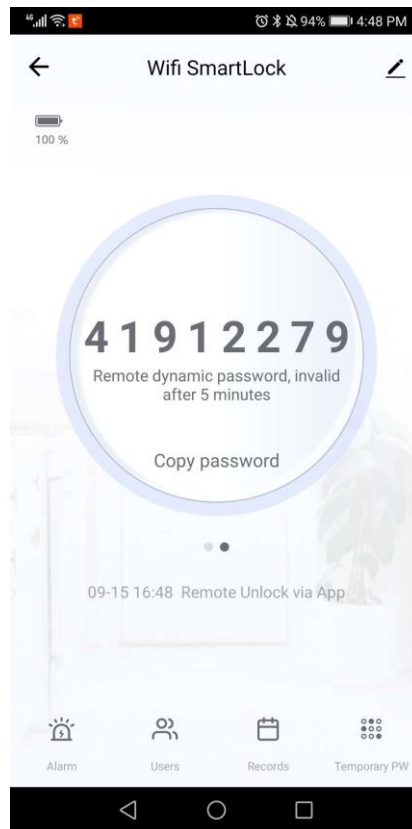 46 94% 4:48 PM
Wifi SmartLock
100 %
41912279
Remote dynamic password, invalid
after 5 minutes
Copy password
09-15 16:48 Remote Unlock via App
Alarm Users Records Temporary PW